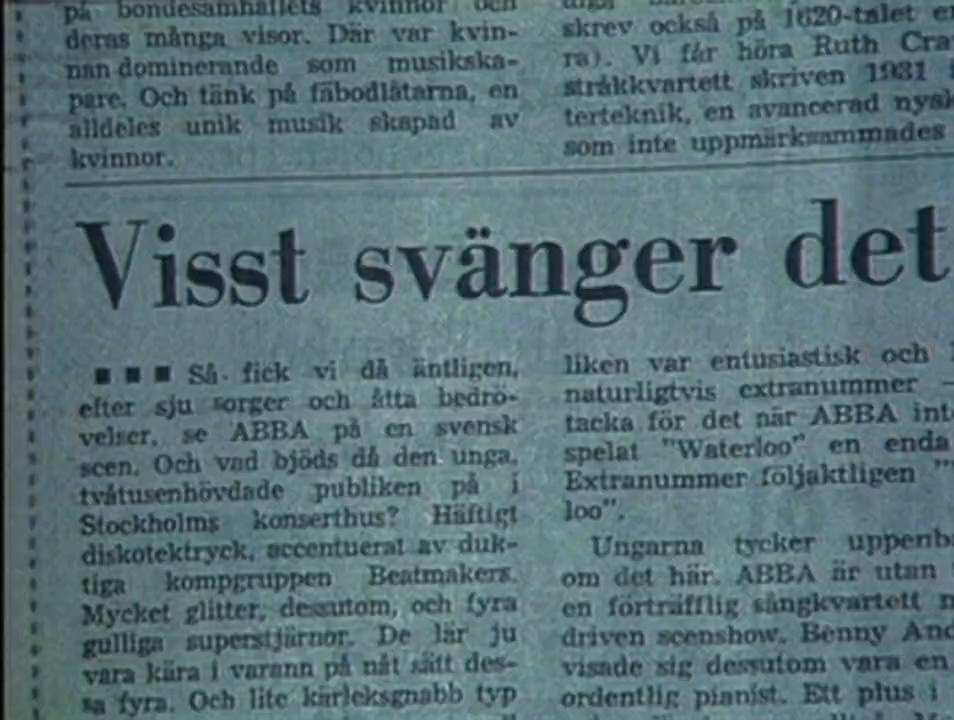 på bondesamhällets kvinnor och
deras många visor. Där var kvin-
nan dominerande som musikska-
pare. Och tänk på fäbodlåtarna, en
alldeles unik musik skapad av
kvinnor.
skrev också på 1620-talet
ra). Vi får höra Ruth
stråkkvartett skriven 1931
terteknik, en avancerad
som inte uppmärksammades
Visst svänger det
■ ■ ■ Så fick vi då äntligen,
efter sju sorger och åtta bedrö-
velser, se ABBA på en svensk
scen. Och vad bjöds då den unga,
tvåtusenhövdade publiken på i
Stockholms konserthus? Häftigt
diskotektryck, accentuerat av duk-
tiga kompgruppen Beatmakers.
Mycket glitter, dessutom, och fyra
gulliga superstjärnor. De lär ju
vara kära i varann på nåt sätt des-
sa fyra. Och lite kärleksgnabb typ
liken var entusiastisk och
naturligtvis extranummer –
tacka för det när ABBA
spelat "Waterloo" en enda
Extranummer följaktligen
loo".
Ungarna tycker
om det här. ABBA är utan
en förträfflig sångkvartett
driven scenshow. Benny
visade sig dessutom vara en
ordentlig pianist. Ett plus i